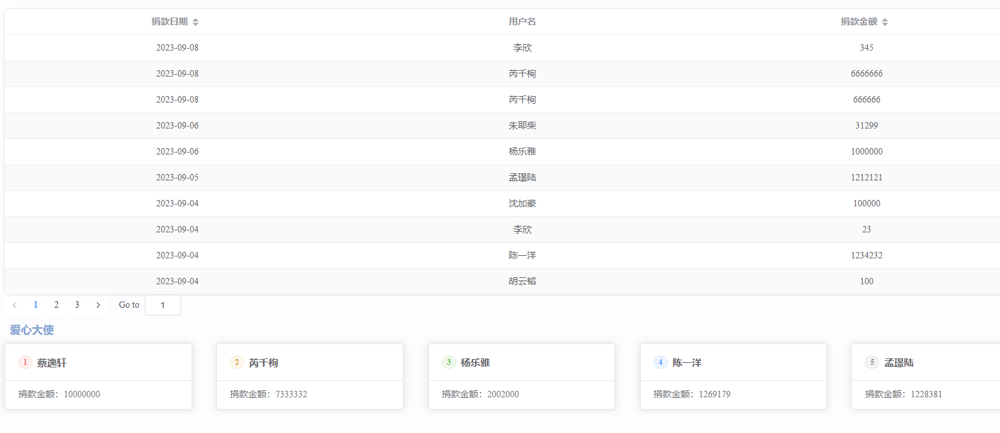 捐款日期 用户名 捐款金额
2023-09-08 李欣 345
2023-09-08 芮千栒 6666666
2023-09-08 芮千栒 666666
2023-09-06 朱耶柴 31299
2023-09-06 杨乐雅 1000000
2023-09-05 孟璟陆 1212121
2023-09-04 沈加豪 100000
2023-09-04 李欣 23
2023-09-04 陈一洋 1234232
2023-09-04 胡云韬 100
1 2 3 Go to 1
爱心大使
1 蔡逸轩 2 芮千栒 3 杨乐雅 4 陈一洋 5 孟璟陆
捐款金额：10000000 捐款金额：7333332 捐款金额：2002000 捐款金额：1269179 捐款金额：1228381